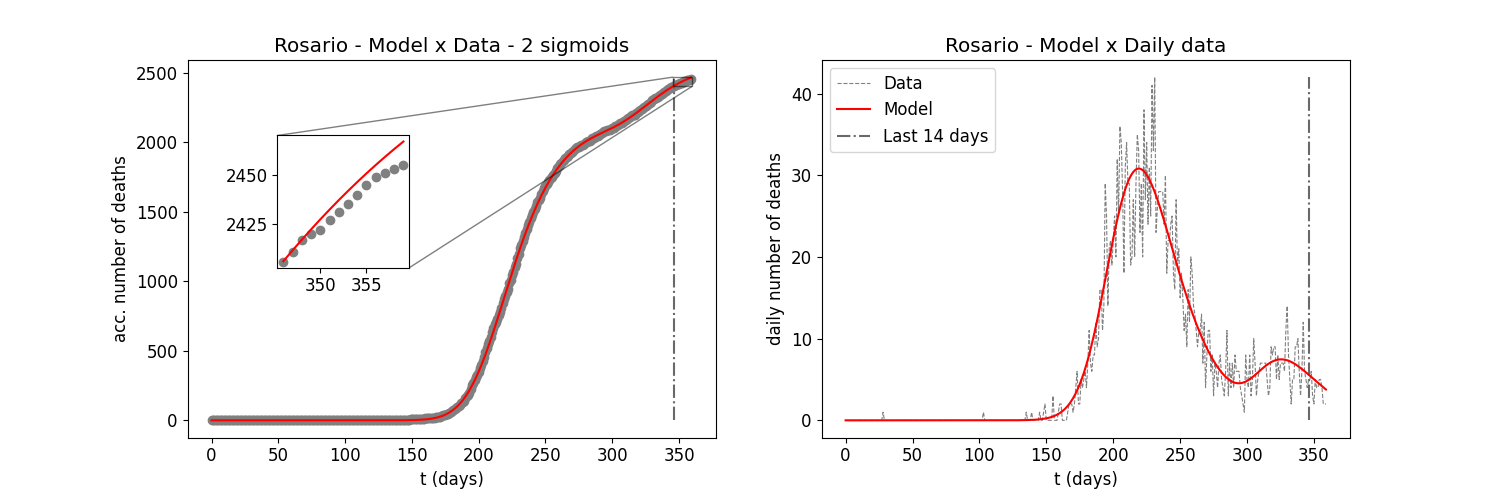 Rosario - Model x Data - 2 sigmoids
acc. number of deaths
2500
2000
1500
1000
500
0
2450
2425
350 355
0 50 100 150 200 250 300 350
t (days)
Rosario - Model x Daily data
daily number of deaths
40
30
20
10
0
Data
Model
Last 14 days
0 50 100 150 200 250 300 350
t (days)